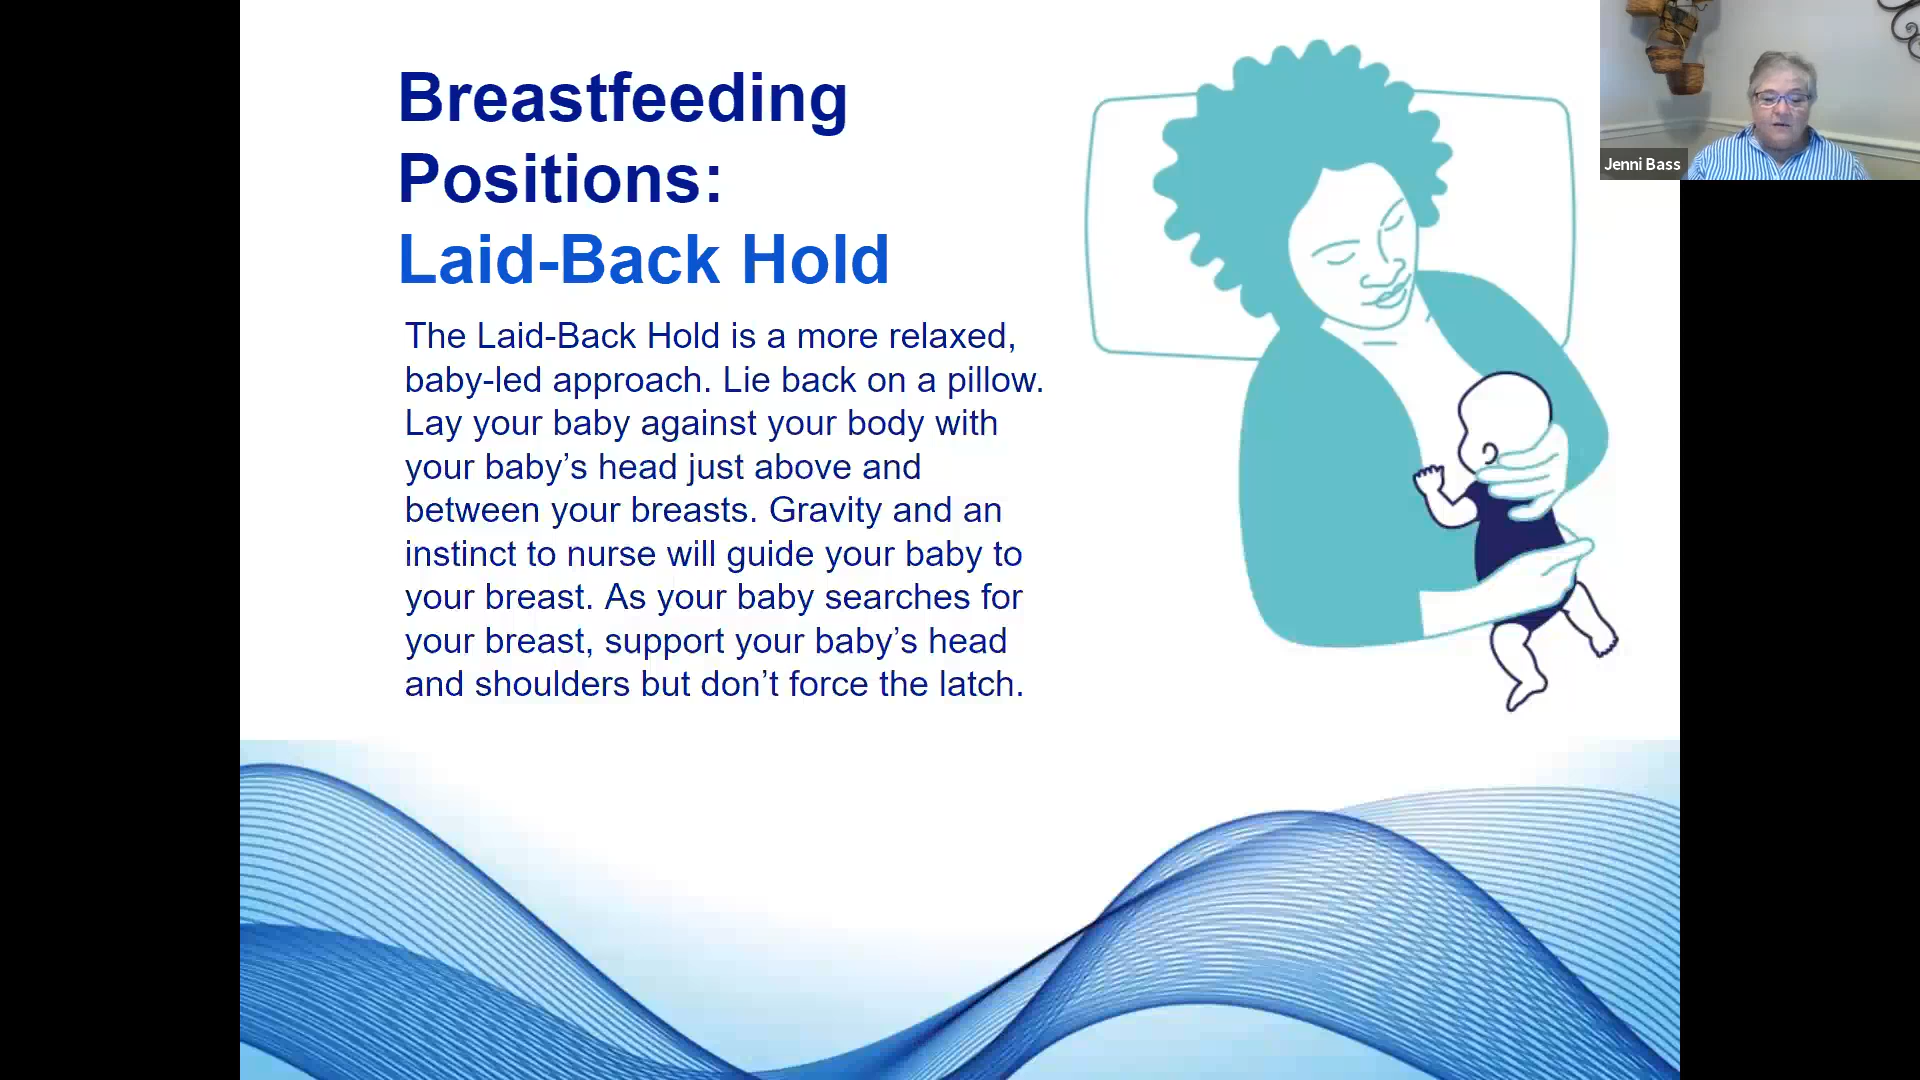 Breastfeeding
Positions:
Laid-Back Hold
The Laid-Back Hold is a more relaxed,
baby-led approach. Lie back on a pillow.
Lay your baby against your body with
your baby’s head just above and
between your breasts. Gravity and an
instinct to nurse will guide your baby to
your breast. As your baby searches for
your breast, support your baby’s head
and shoulders but don’t force the latch.
Jenni Bass